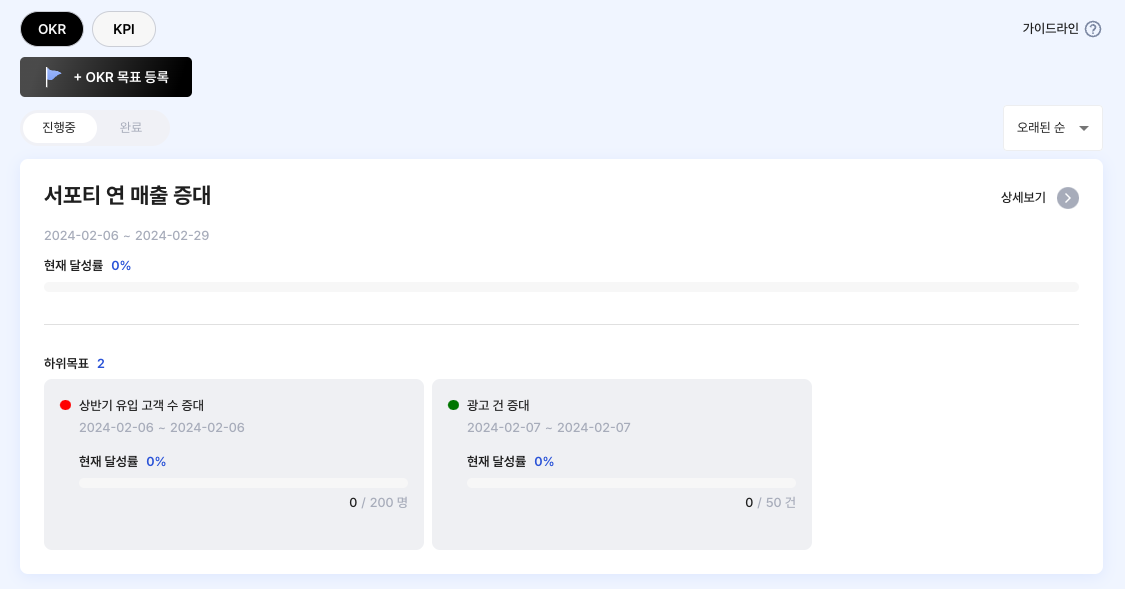 OKR
KPI
가이드라인 ?
+ OKR 목표 등록
진행중
완료
오래된 순
서포티 연 매출 증대
상세보기
2024-02-06 ~ 2024-02-29
현재 달성률 0%
하위목표 2
상반기 유입 고객 수 증대
2024-02-06 ~ 2024-02-06
현재 달성률 0%
0 / 200 명
광고 건 증대
2024-02-07 ~ 2024-02-07
현재 달성률 0%
0 / 50 건